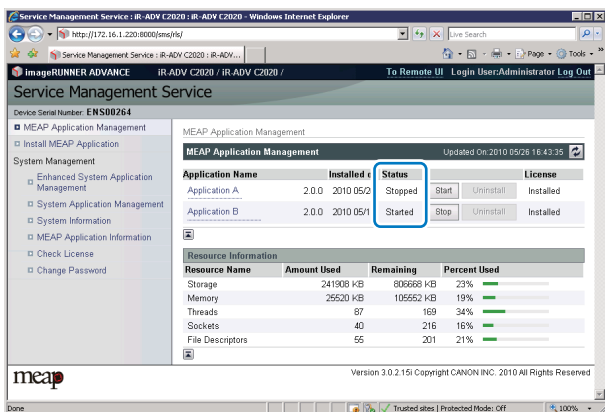 Service Management Service : iR-ADV C2020 : iR-ADV C2020 - Windows Internet Explorer
http://172.16.1.220:8000/sms/rls/
Live Search
Service Management Service : iR-ADV C2020 : iR-ADV...
Page
Tools
imageRUNNER ADVANCE iR-ADV C2020 / iR-ADV C2020 / To Remote UI Login User:Administrator Log Out
Service Management Service
Device Serial Number: ENS00264
MEAP Application Management
Install MEAP Application
System Management
Enhanced System Application
Management
System Application Management
System Information
MEAP Application Information
Check License
Change Password
MEAP Application Management
MEAP Application Management Updated On:2010 05/26 16:43:35
Application Name Installed o Status License
Application A 2.0.0 2010 05/2 Stopped Start Uninstall Installed
Application B 2.0.0 2010 05/1 Started Stop Uninstall Installed
Resource Information
Resource Name Amount Used Remaining Percent Used
Storage 241908 KB 806668 KB 23%
Memory 25520 KB 105552 KB 19%
Threads 87 169 34%
Sockets 40 216 16%
File Descriptors 55 201 21%
meap
Version 3.0.2.15i Copyright CANON INC. 2010 All Rights Reserved
Done Trusted sites | Protected Mode: Off 100%